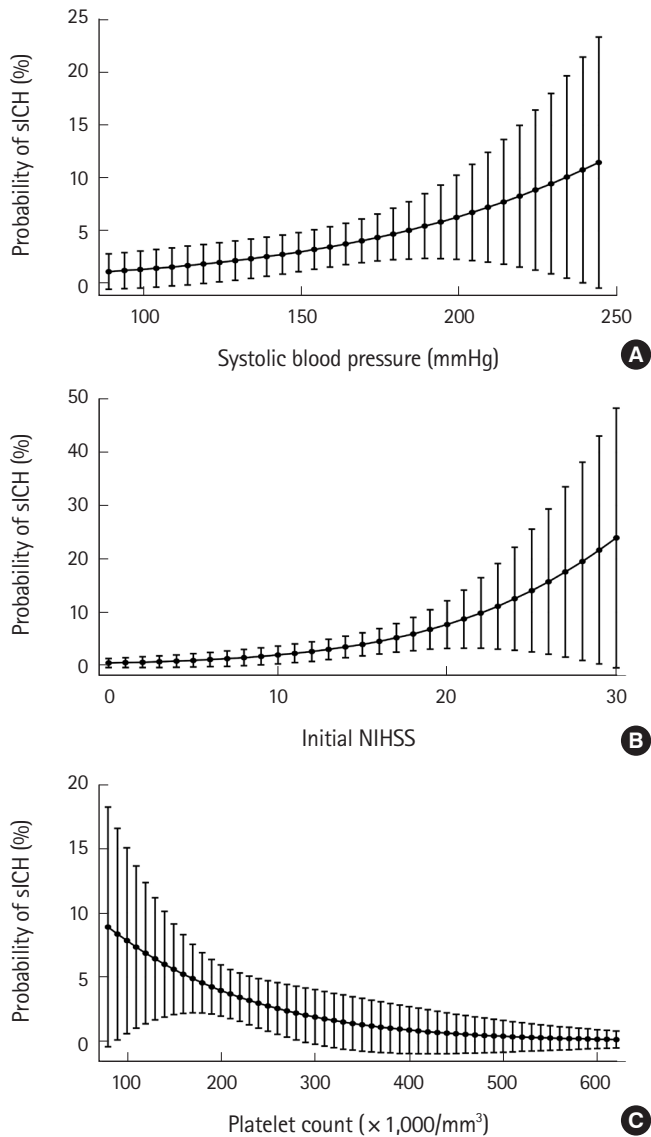 25
20
15
10
5
0
Probability of sICH (%)
100 150 200 250
Systolic blood pressure (mmHg)
A
50
40
30
20
10
0
Probability of sICH (%)
0 10 20 30
Initial NIHSS
B
20
15
10
5
0
Probability of sICH (%)
100 200 300 400 500 600
Platelet count (× 1,000/mm³)
C